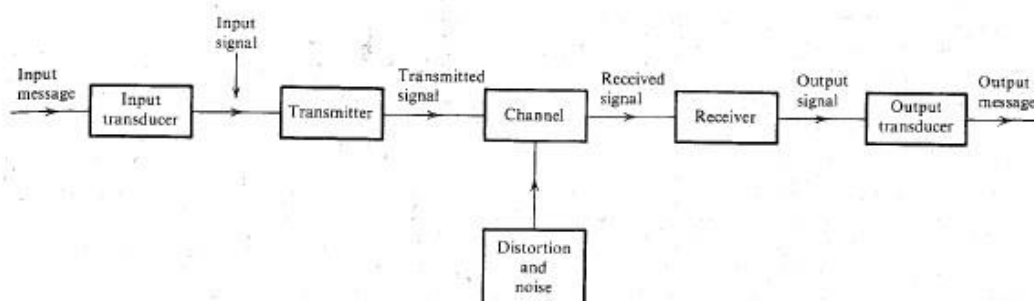 Input
signal
Input
message
Input
transducer
Transmitter
Transmitted
signal
Channel
Received
signal
Receiver
Output
signal
Output
transducer
Output
message
Distortion
and
noise